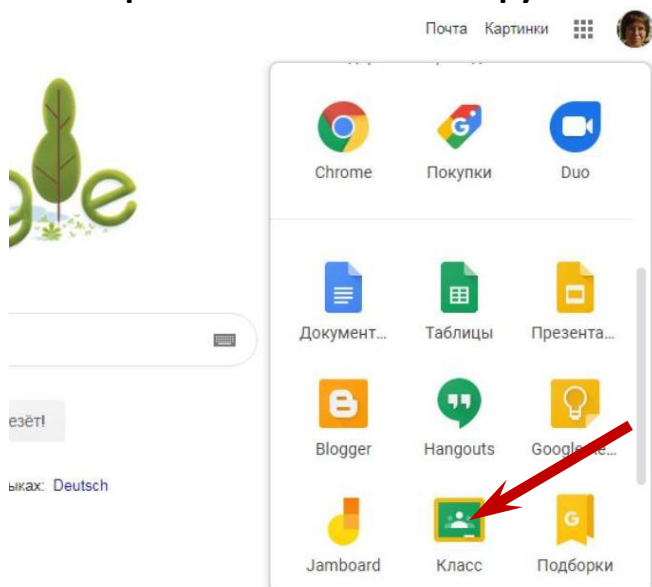 Почта Картинки
Chrome Покупки Duo
Документ... Таблицы Презента...
езёт!
Blogger Hangouts
ыках: Deutsch
Jamboard Класс Подборки